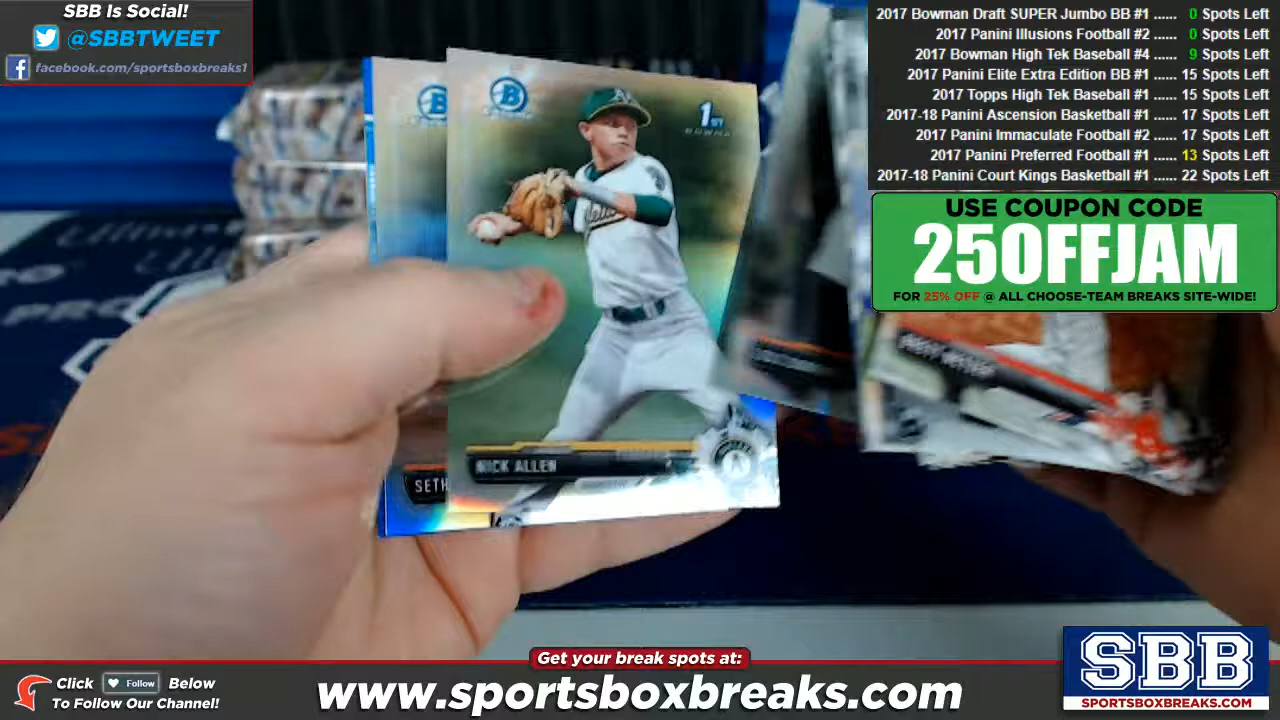 SBB Is Social!
@SBBTWEET
facebook.com/sportsboxbreaks1
2017 Bowman Draft SUPER Jumbo BB #1 ...... 0 Spots Left
2017 Panini Illusions Football #2 ...... 0 Spots Left
2017 Bowman High Tek Baseball #4 ...... 9 Spots Left
2017 Panini Elite Extra Edition BB #1 ...... 15 Spots Left
2017 Topps High Tek Baseball #1 ...... 15 Spots Left
2017-18 Panini Ascension Basketball #1 ...... 17 Spots Left
2017 Panini Immaculate Football #2 ...... 17 Spots Left
2017 Panini Preferred Football #1 ...... 13 Spots Left
2017-18 Panini Court Kings Basketball #1 ...... 22 Spots Left
USE COUPON CODE
25OFFJAM
FOR 25% OFF @ ALL CHOOSE-TEAM BREAKS SITE-WIDE!
B
1ST
NICK ALLEN
SETH
Get your break spots at:
www.sportsboxbreaks.com
Click Follow Below
To Follow Our Channel!
SBB
SPORTSBOXBREAKS.COM